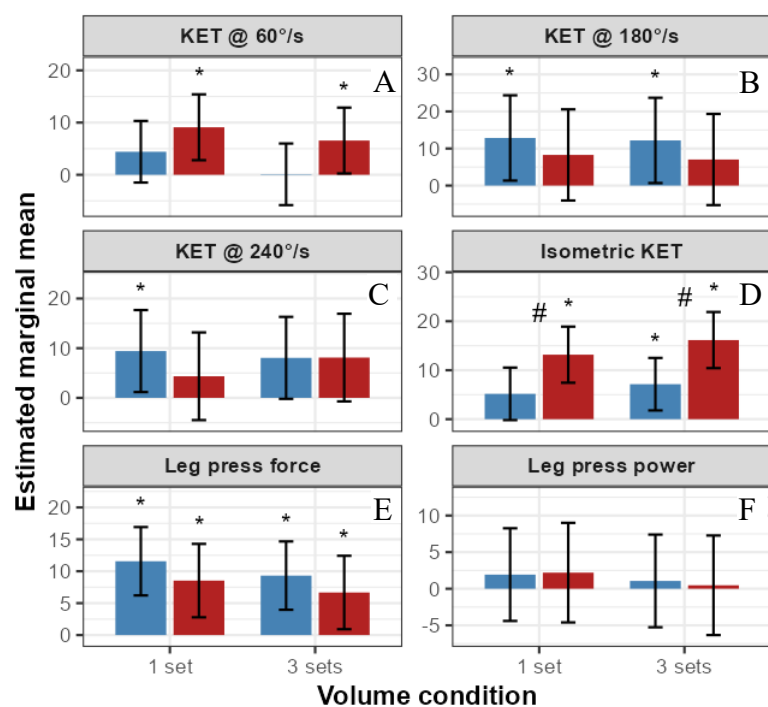 Estimated marginal mean
KET @ 60°/s
A
20
10
0
*
*
KET @ 180°/s
B
30
20
10
0
*
*
KET @ 240°/s
C
20
10
0
*
Isometric KET
D
30
20
10
0
# *
*
# *
Leg press force
E
20
15
10
5
0
*
*
*
*
Leg press power
F
10
5
0
-5
1 set
3 sets
1 set
3 sets
Volume condition